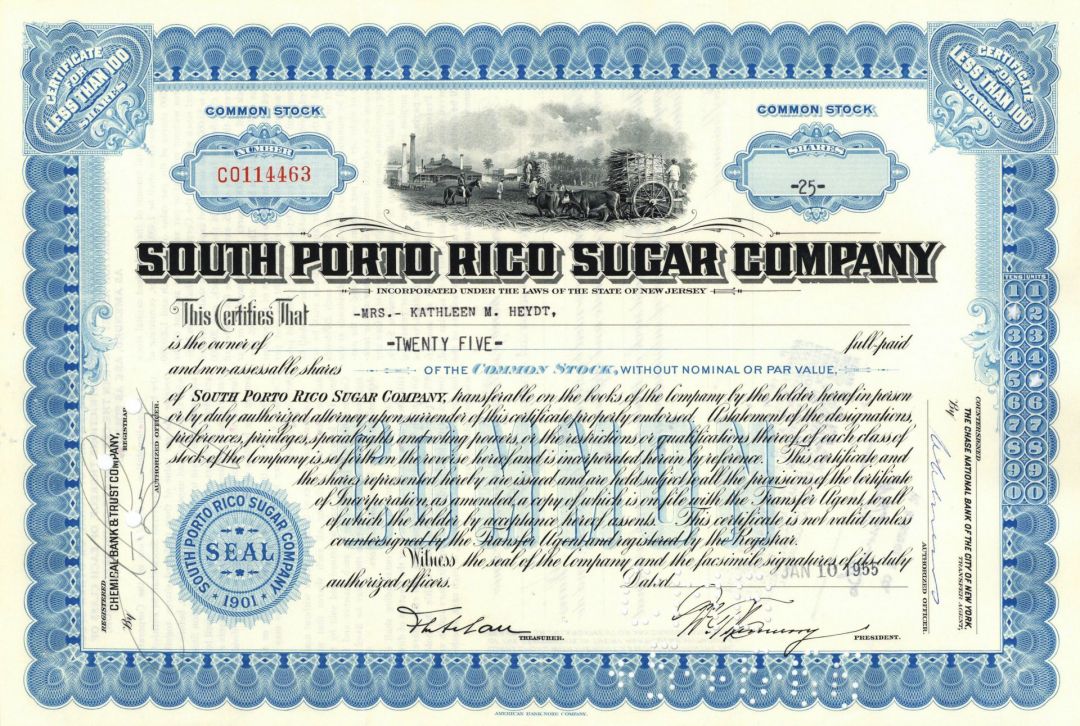 CERTIFICATE
FOR
LESS THAN 100
SHARES
CERTIFICATE
FOR
LESS THAN 100
SHARES
COMMON STOCK
COMMON STOCK
NUMBER
C0114463
SHARES
-25-
SOUTH PORTO RICO SUGAR COMPANY
INCORPORATED UNDER THE LAWS OF THE STATE OF NEW JERSEY
This Certifies That -MRS.- KATHLEEN M. HEYDT,
is the owner of -TWENTY FIVE- full-paid
and non-assessable shares OF THE COMMON STOCK, WITHOUT NOMINAL OR PAR VALUE,
of SOUTH PORTO RICO SUGAR COMPANY, transferable on the books of the Company by the holder hereof in person
or by duly authorized attorney upon surrender of this certificate properly endorsed. A statement of the designations,
preferences, privileges, special rights and voting powers, or the restrictions or qualifications thereof, of each class of
stock of the Company is set forth on the reverse hereof and is incorporated herein by reference. This certificate and
the shares represented hereby are issued and are held subject to all the provisions of the Certificate
of Incorporation, as amended, a copy of which is on file with the Transfer Agent, to all
of which the holder by acceptance hereof assents. This certificate is not valid unless
countersigned by the Transfer Agent and registered by the Registrar.
Witness the seal of the Company and the facsimile signatures of its duly
authorized officers. Dated JAN 10 1955
COMMON
SOUTH PORTO RICO SUGAR COMPANY
SEAL
1901
TREASURER.
PRESIDENT.
REGISTERED
CHEMICAL BANK & TRUST COMPANY,
REGISTRAR
By
AUTHORIZED OFFICER.
COUNTERSIGNED
THE CHASE NATIONAL BANK OF THE CITY OF NEW YORK,
TRANSFER AGENT,
By
AUTHORIZED OFFICER.
TENS UNITS
1 1
2 2
3 3
4 4
5 5
6 6
7 7
8 8
9 9
0 0
AMERICAN BANK NOTE COMPANY.